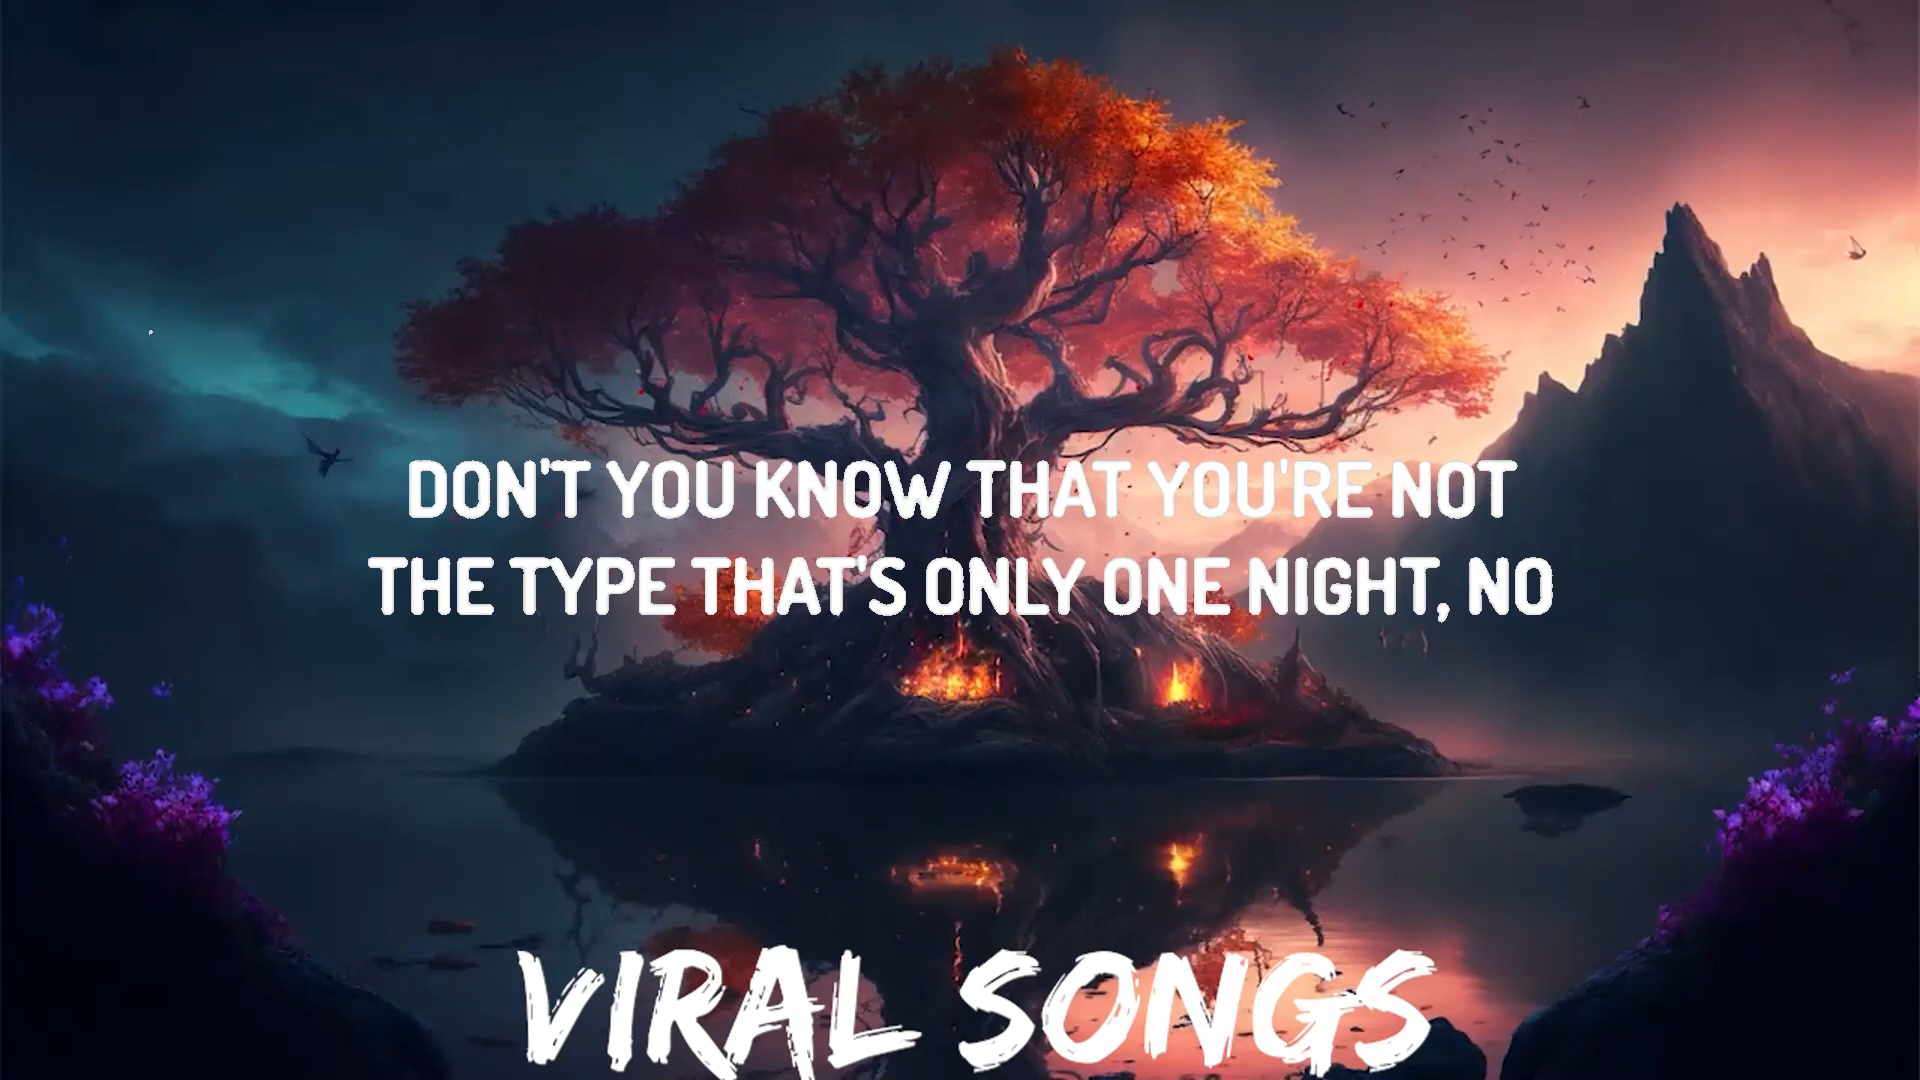 DON'T YOU KNOW THAT YOU'RE NOT
THE TYPE THAT'S ONLY ONE NIGHT, NO
VIRAL SONGS